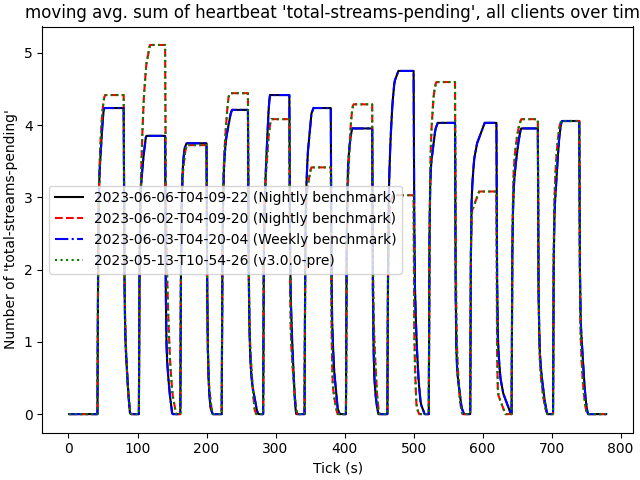 moving avg. sum of heartbeat 'total-streams-pending', all clients over tim
Number of 'total-streams-pending'
5
4
3
2
1
0
2023-06-06-T04-09-22 (Nightly benchmark)
2023-06-02-T04-09-20 (Nightly benchmark)
2023-06-03-T04-20-04 (Weekly benchmark)
2023-05-13-T10-54-26 (v3.0.0-pre)
0 100 200 300 400 500 600 700 800
Tick (s)